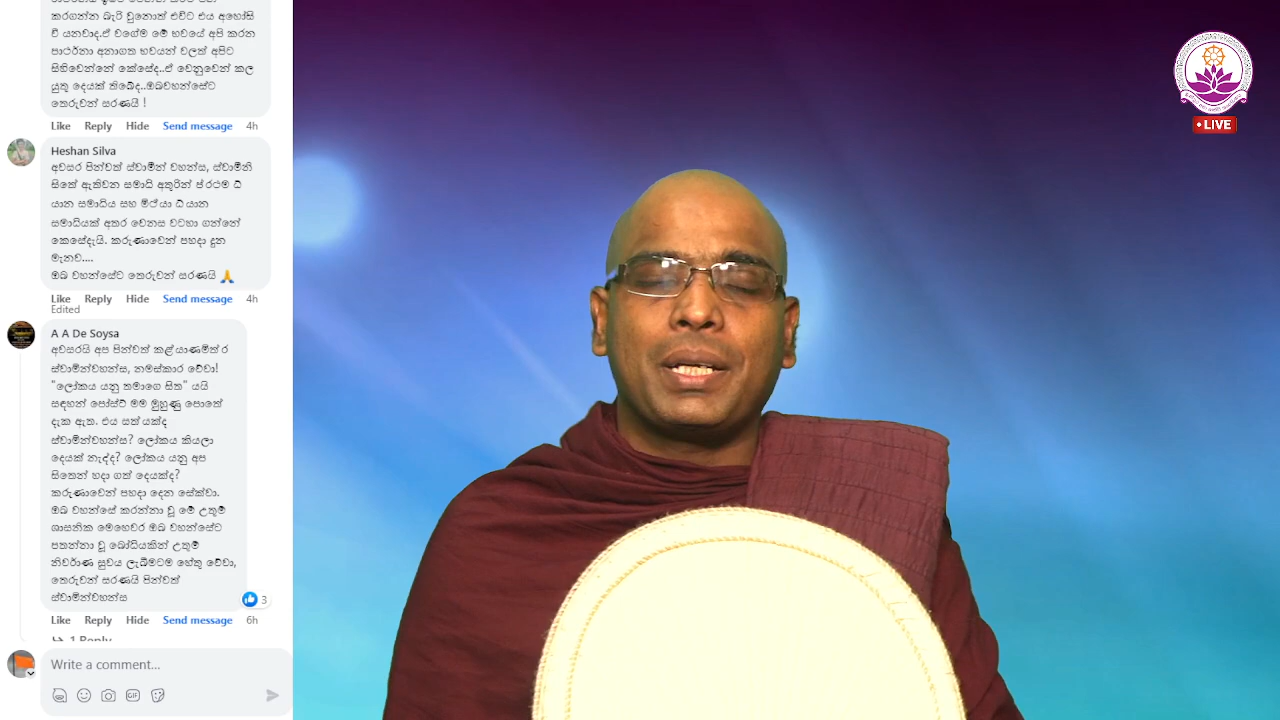 කරගන්න බැරි වුනොත් එවිට එය අහෝසි
වී යනවාද.ඒ වගේම මේ භවයේ අපි කරන
පාර්ථනා අනාගත භවයන් වලත් අපිට
සිහිවෙන්නේ කේසේද..ඒ වෙනුවෙන් කල
යුතු දෙයක් තිබේද..ඔබවහන්සේට
තෙරුවන් සරණයි !
Like Reply Hide Send message 4h
Heshan Silva
අවසර පින්වත් ස්වාමීන් වහන්ස, ස්වාමීනි
සිතේ ඇතිවන සමාධි අතුරින් ප්‍රථම ධ්
යාන සමාධිය සහ මිථ්‍යා ධ්‍යාන
සමාධියක් අතර වෙනස වටහා ගන්නේ
කෙසේදැයි. කරුණාවෙන් පහදා දුන
මැනව....
ඔබ වහන්සේට තෙරුවන් සරණයි 🙏
Like Reply Hide Send message 4h
Edited
A A De Soysa
අවසරයි අප පින්වත් කළ්‍යාණමිත්‍ර
ස්වාමින්වහන්ස, නමස්කාර වේවා!
"ලෝකය යනු තමාගෙ සිත" යයි
සඳහන් පෝස්ට් මම මුහුණු පොතේ
දැක ඇත. එය සත්‍යක්ද
ස්වාමින්වහන්ස? ලෝකය කියලා
දෙයක් නැද්ද? ලෝකය යනු අප
සිතෙන් හදා ගත් දෙයක්ද?
කරුණාවෙන් පහදා දෙන සේක්වා.
ඔබ වහන්සේ කරන්නා වූ මේ උතුම්
ශාසනික මෙහෙවර ඔබ වහන්සේට
පතන්නා වූ බෝධියකින් උතුම්
නිවර්ාණ සුවය ලැබීමටම හේතු වේවා,
තෙරුවන් සරණයි පින්වත්
ස්වාමින්වහන්ස
3
Like Reply Hide Send message 6h
1 Reply
Write a comment...
GIF
LIVE